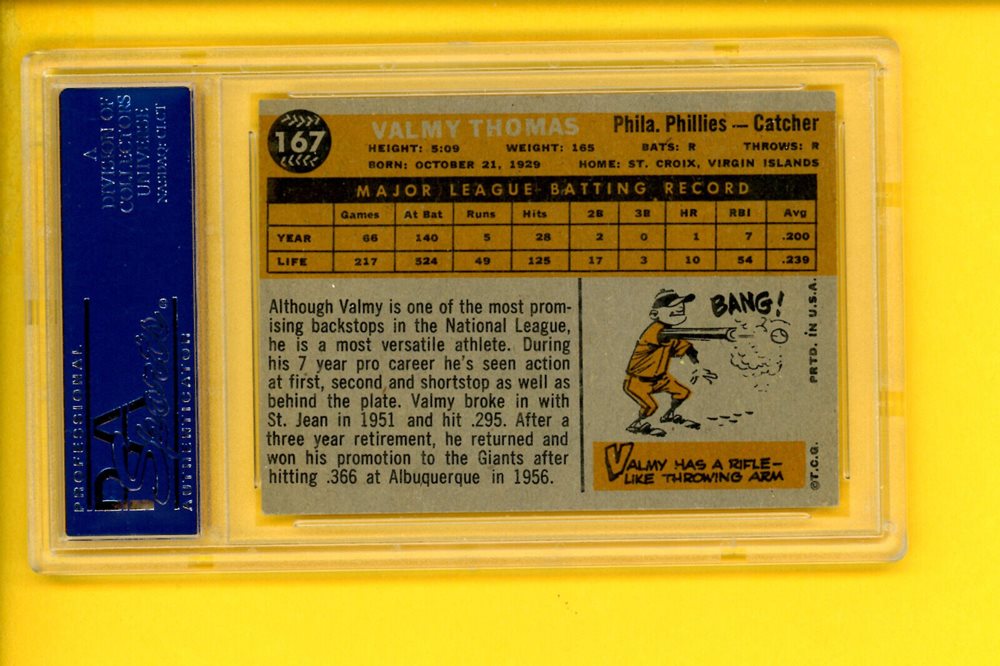 A
DIVISION OF
COLLECTORS
UNIVERSE
NASDAQ: CLCT
PROFESSIONAL
PSA
Sports
®
AUTHENTICATOR
167
VALMY THOMAS Phila. Phillies — Catcher
HEIGHT: 5:09 WEIGHT: 165 BATS: R THROWS: R
BORN: OCTOBER 21, 1929 HOME: ST. CROIX, VIRGIN ISLANDS
MAJOR LEAGUE BATTING RECORD
Games At Bat Runs Hits 2B 3B HR RBI Avg
YEAR 66 140 5 28 2 0 1 7 .200
LIFE 217 524 49 125 17 3 10 54 .239
Although Valmy is one of the most prom-
ising backstops in the National League,
he is a most versatile athlete. During
his 7 year pro career he's seen action
at first, second and shortstop as well as
behind the plate. Valmy broke in with
St. Jean in 1951 and hit .295. After a
three year retirement, he returned and
won his promotion to the Giants after
hitting .366 at Albuquerque in 1956.
BANG!
VALMY HAS A RIFLE-
LIKE THROWING ARM
©T.C.G. PRTD. IN U.S.A.